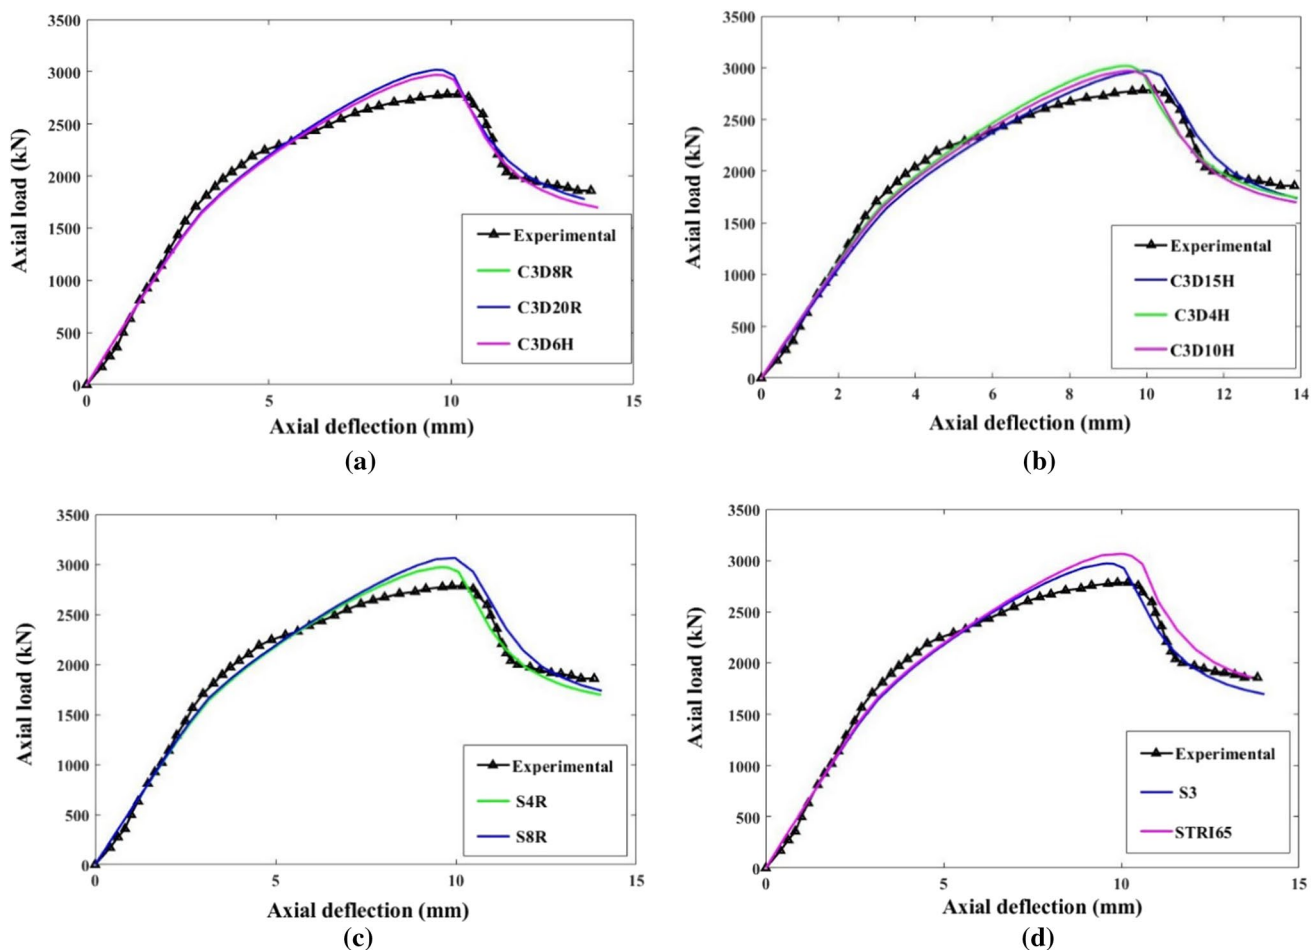 3500
3000
2500
2000
1500
1000
500
0
Axial load (kN)
Experimental
C3D8R
C3D20R
C3D6H
0 5 10 15
Axial deflection (mm)
(a)
3500
3000
2500
2000
1500
1000
500
0
Axial load (kN)
Experimental
C3D15H
C3D4H
C3D10H
0 2 4 6 8 10 12 14
Axial deflection (mm)
(b)
3500
3000
2500
2000
1500
1000
500
0
Axial load (kN)
Experimental
S4R
S8R
0 5 10 15
Axial deflection (mm)
(c)
3500
3000
2500
2000
1500
1000
500
0
Axial load (kN)
Experimental
S3
STRI65
0 5 10 15
Axial deflection (mm)
(d)